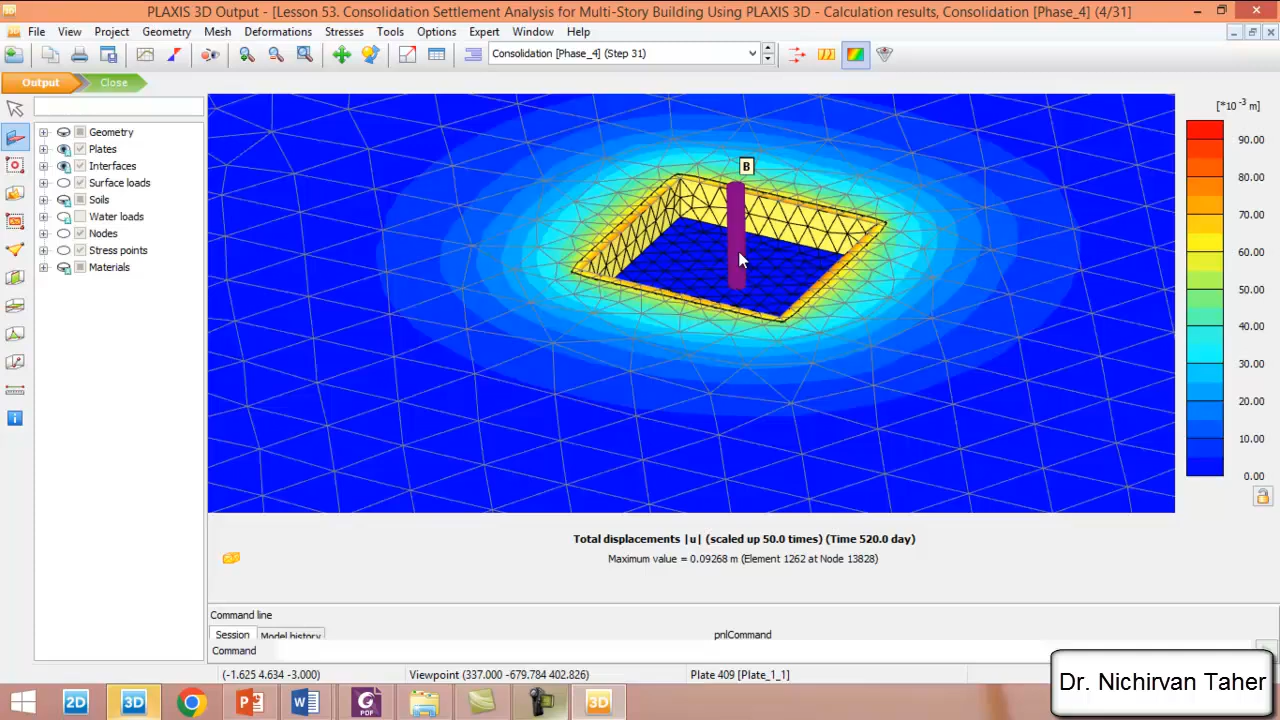 PLAXIS 3D Output - [Lesson 53. Consolidation Settlement Analysis for Multi-Story Building Using PLAXIS 3D - Calculation results, Consolidation [Phase_4] (4/31]
File View Project Geometry Mesh Deformations Stresses Tools Options Expert Window Help
Consolidation [Phase_4] (Step 31)
Output Close
Geometry
Plates
Interfaces
Surface loads
Soils
Water loads
Nodes
Stress points
Materials
B
[*10⁻³ m]
90.00
80.00
70.00
60.00
50.00
40.00
30.00
20.00
10.00
0.00
Total displacements |u| (scaled up 50.0 times) (Time 520.0 day)
Maximum value = 0.09268 m (Element 1262 at Node 13828)
Command line
Session Model history pnlCommand
Command
(-1.625 4.634 -3.000) Viewpoint (337.000 -679.784 402.826) Plate 409 [Plate_1_1]
Dr. Nichirvan Taher
2D 3D P W PDF 3D